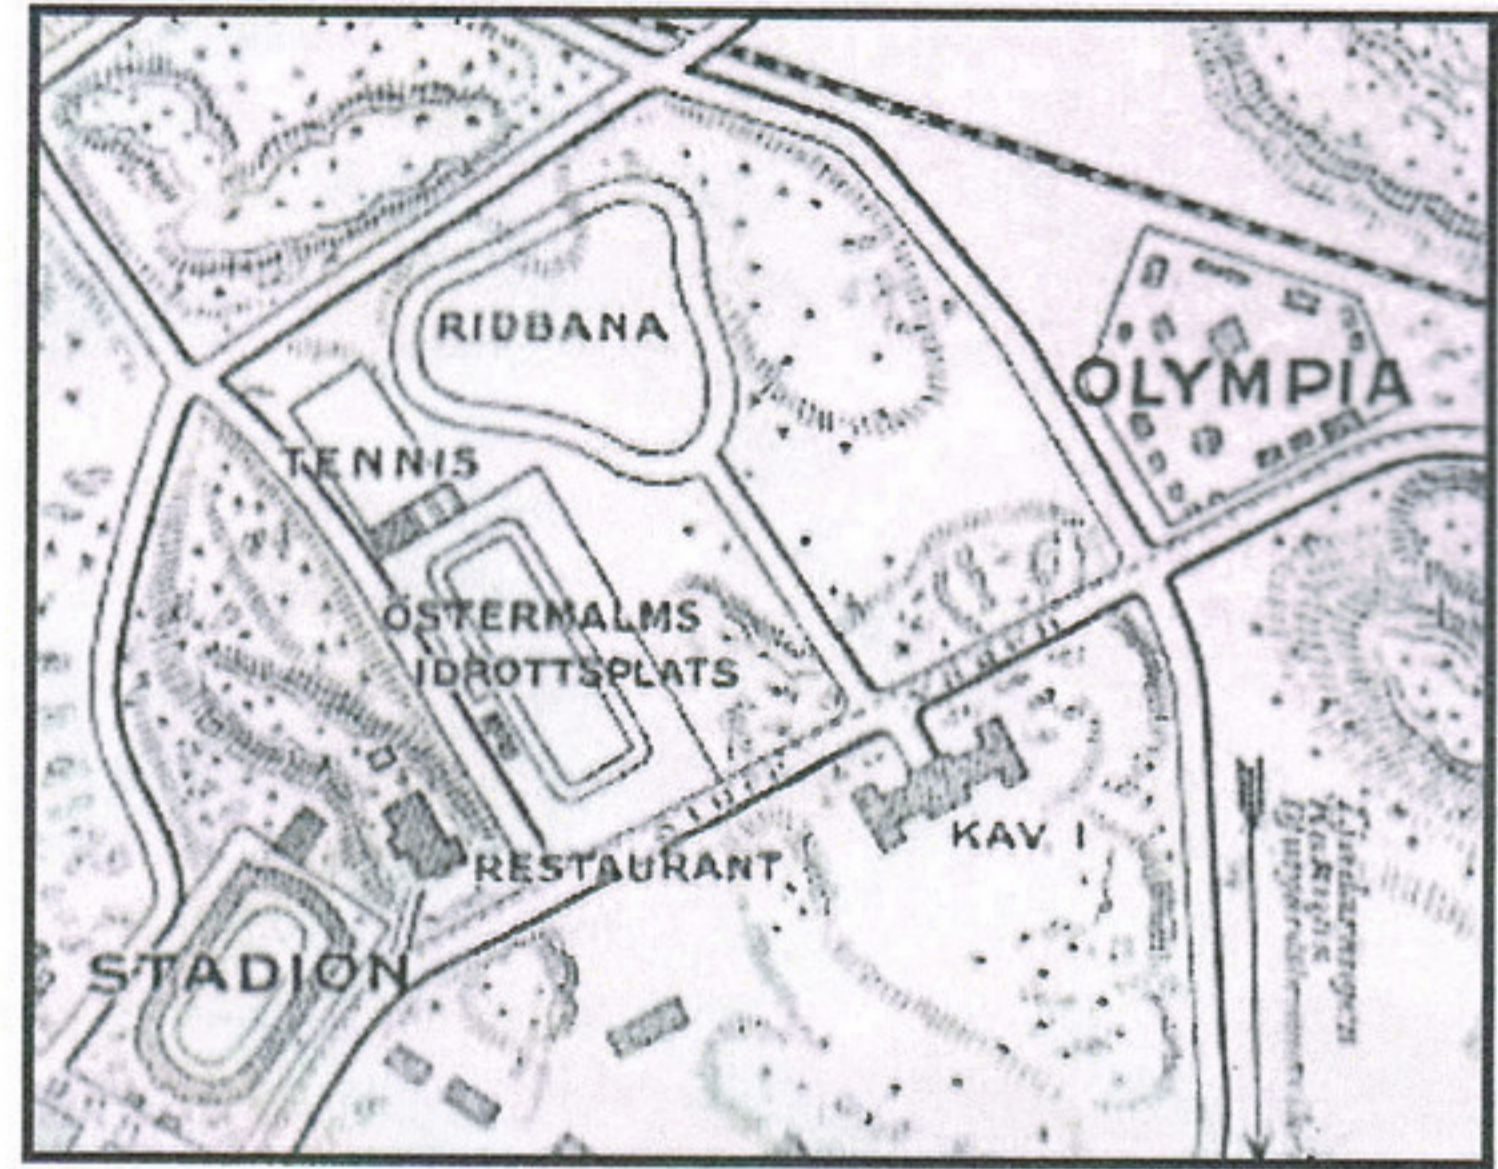 RIDBANA
OLYMPIA
TENNIS
ÖSTERMALMS
IDROTTSPLATS
KAV I
RESTAURANT
STADION